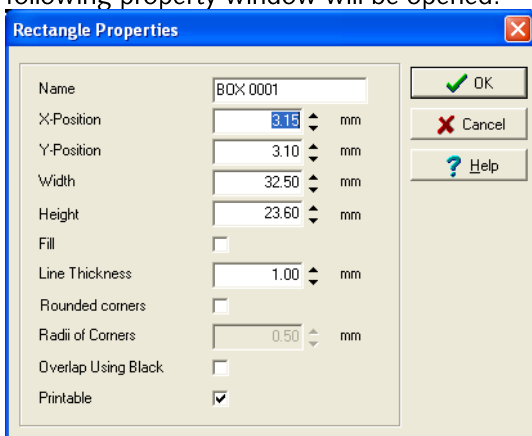 following property window will be opened:
Rectangle Properties
Name BOX 0001
X-Position 3.15 mm
Y-Position 3.10 mm
Width 32.50 mm
Height 23.60 mm
Fill
Line Thickness 1.00 mm
Rounded corners
Radii of Corners 0.50 mm
Overlap Using Black
Printable
OK
Cancel
Help